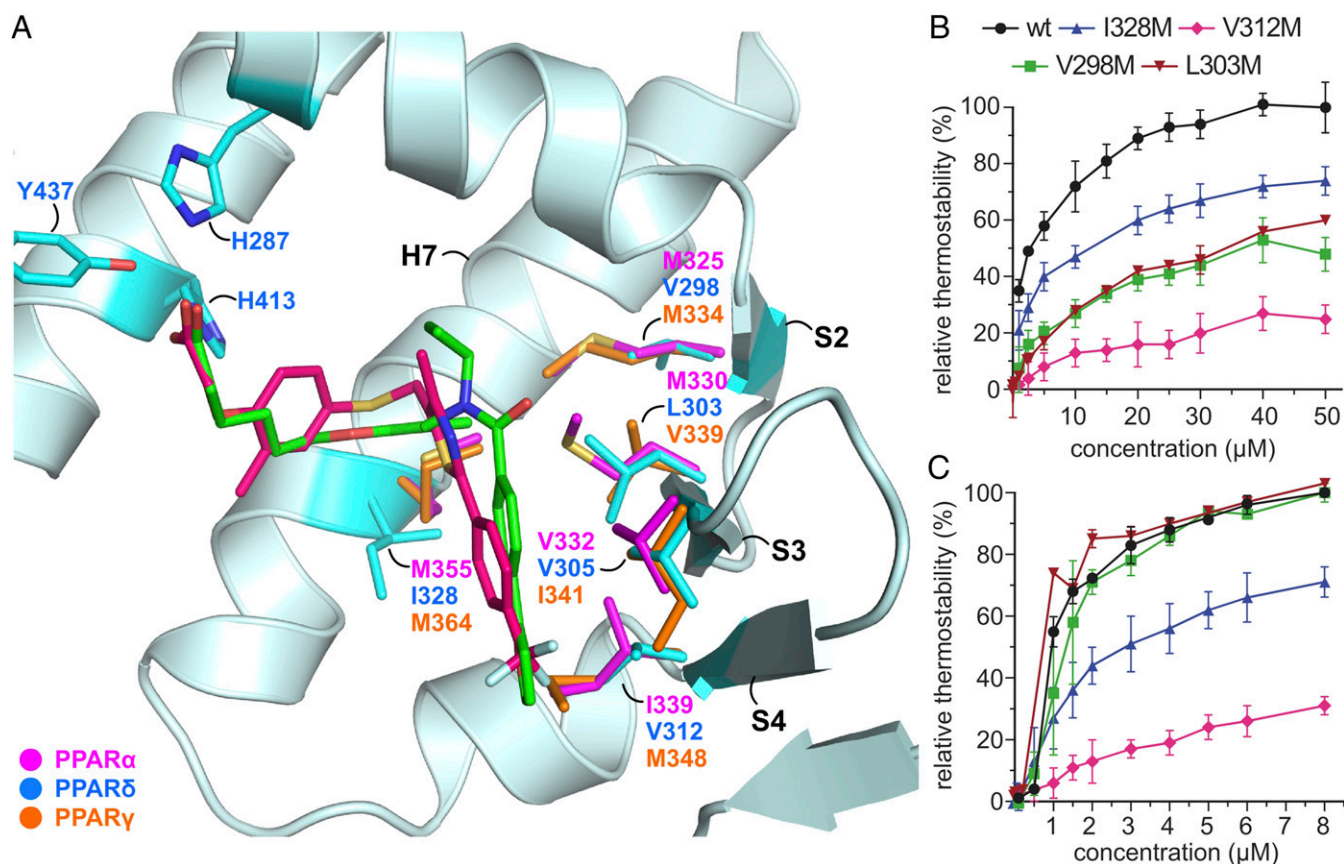 A
Y437
H287
H413
H7
M325
V298
M334
S2
M330
L303
V339
S3
V332
V305
I341
M355
I328
M364
I339
V312
M348
S4
PPARα
PPARδ
PPARγ
B
wt I328M V312M
V298M L303M
relative thermostability (%)
100
80
60
40
20
0
10 20 30 40 50
concentration (µM)
C
relative thermostability (%)
100
80
60
40
20
0
1 2 3 4 5 6 7 8
concentration (µM)